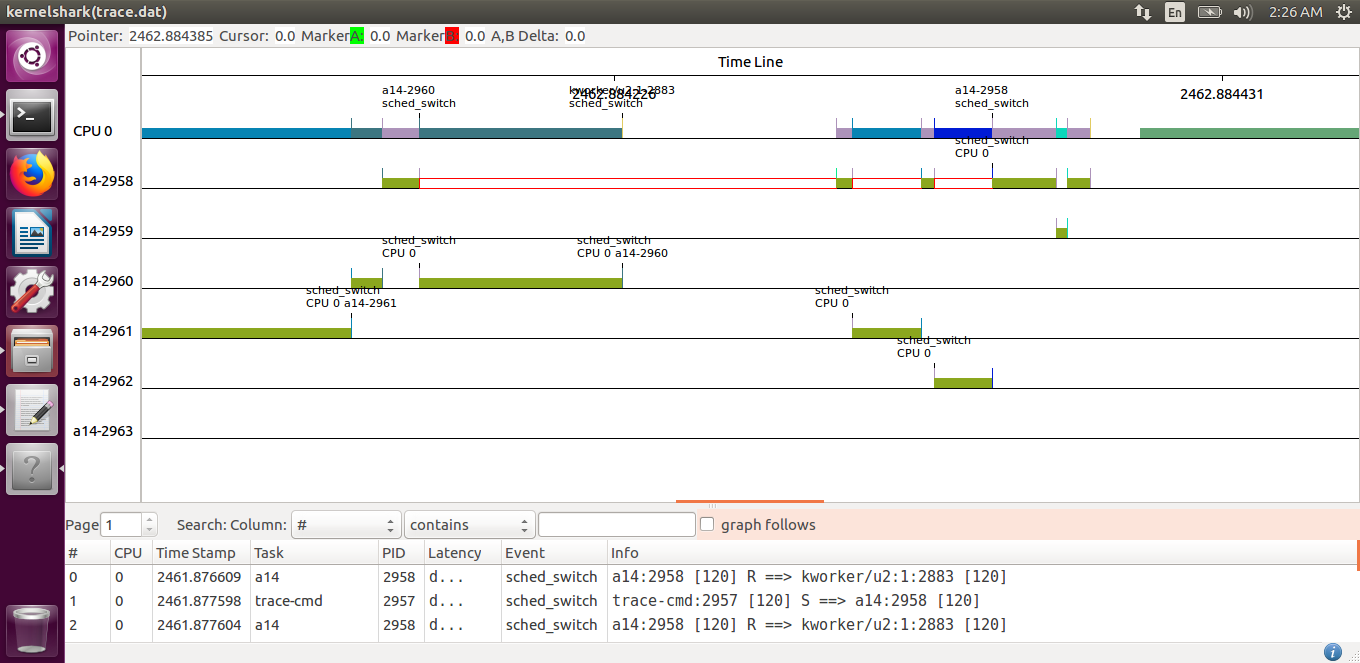 kernelshark(trace.dat)
En
2:26 AM
Pointer: 2462.884385 Cursor: 0.0 Marker A: 0.0 Marker B: 0.0 A,B Delta: 0.0
Time Line
2462.884226
2462.884431
a14-2960
sched_switch
kworker/u2:1-2883
sched_switch
a14-2958
sched_switch
CPU 0
sched_switch
CPU 0
a14-2958
a14-2959
sched_switch
CPU 0
sched_switch
CPU 0 a14-2960
a14-2960
sched_switch
CPU 0 a14-2961
sched_switch
CPU 0
a14-2961
sched_switch
CPU 0
a14-2962
a14-2963
Page 1 Search: Column: # contains graph follows
# CPU Time Stamp Task PID Latency Event Info
0 0 2461.876609 a14 2958 d... sched_switch a14:2958 [120] R ==> kworker/u2:1:2883 [120]
1 0 2461.877598 trace-cmd 2957 d... sched_switch trace-cmd:2957 [120] S ==> a14:2958 [120]
2 0 2461.877604 a14 2958 d... sched_switch a14:2958 [120] R ==> kworker/u2:1:2883 [120]